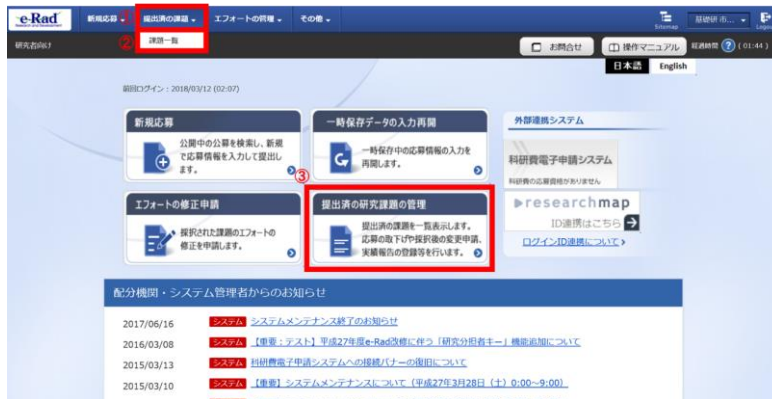 e-Rad
新規応募
①
提出済の課題
エフォートの管理
その他
Sitemap
基礎研 市...
研究者向け
②
課題一覧
お問合せ
操作マニュアル
経過時間 ? ( 01:44 )
日本語 English
前回ログイン : 2018/03/12 (02:07)
新規応募
公開中の公募を検索し、新規
で応募情報を入力して提出し
ます。
一時保存データの入力再開
一時保存中の応募情報の入力を
再開します。
外部連携システム
科研費電子申請システム
科研費の応募資格がありません
③
エフォートの修正申請
採択された課題のエフォートの
修正を申請します。
提出済の研究課題の管理
提出済の課題を一覧表示します。
応募の取下げや採択後の変更申請、
実績報告の登録等を行います。
researchmap
ID連携はこちら
ログインID連携について
配分機関・システム管理者からのお知らせ
2017/06/16 システム システムメンテナンス終了のお知らせ
2016/03/08 システム 【重要:テスト】平成27年度e-Rad改修に伴う「研究分担者キー」機能追加について
2015/03/13 システム 科研費電子申請システムへの接続バナーの復旧について
2015/03/10 システム 【重要】システムメンテナンスについて(平成27年3月28日(土)0:00~9:00)